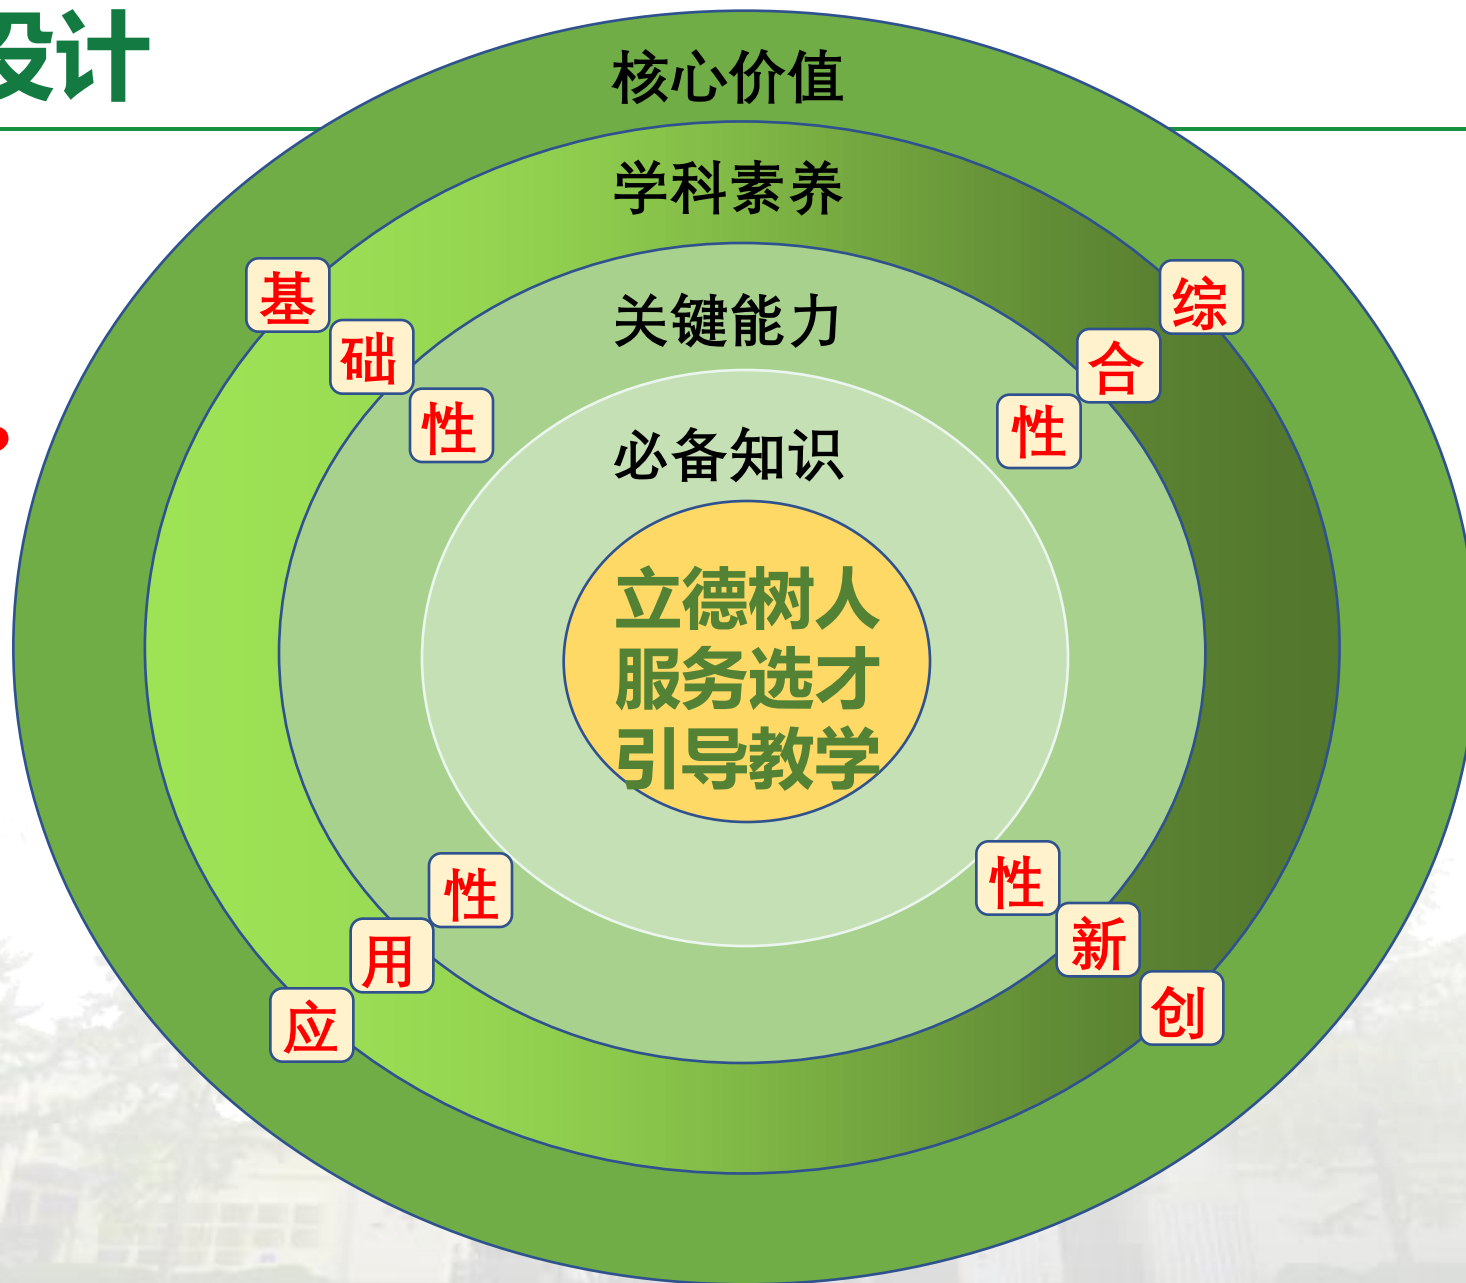 设计
核心价值
学科素养
关键能力
必备知识
立德树人
服务选才
引导教学
基础性
综合性
应用性
创新性